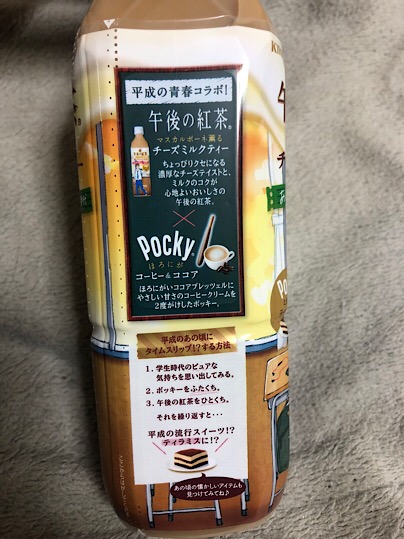 平成の青春コラボ!
午後の紅茶®
マスカルポーネ薫る
チーズミルクティー
ちょっぴりクセになる
濃厚なチーズテイストと、
ミルクのコクが
心地よいおいしさの
午後の紅茶。
×
Pocky
ほろにが
コーヒー&ココア
ほろにがいココアプレッツェルに
やさしい甘さのコーヒークリームを
2度がけしたポッキー。
平成のあの頃に
タイムスリップ!?する方法
1. 学生時代のピュアな
気持ちを思い出してみる。
2. ポッキーをふたくち。
3. 午後の紅茶をひとくち。
それを繰り返すと…
平成の流行スイーツ!?
ティラミスに!?
あの頃の懐かしいアイテムも
見つけてみてね♪